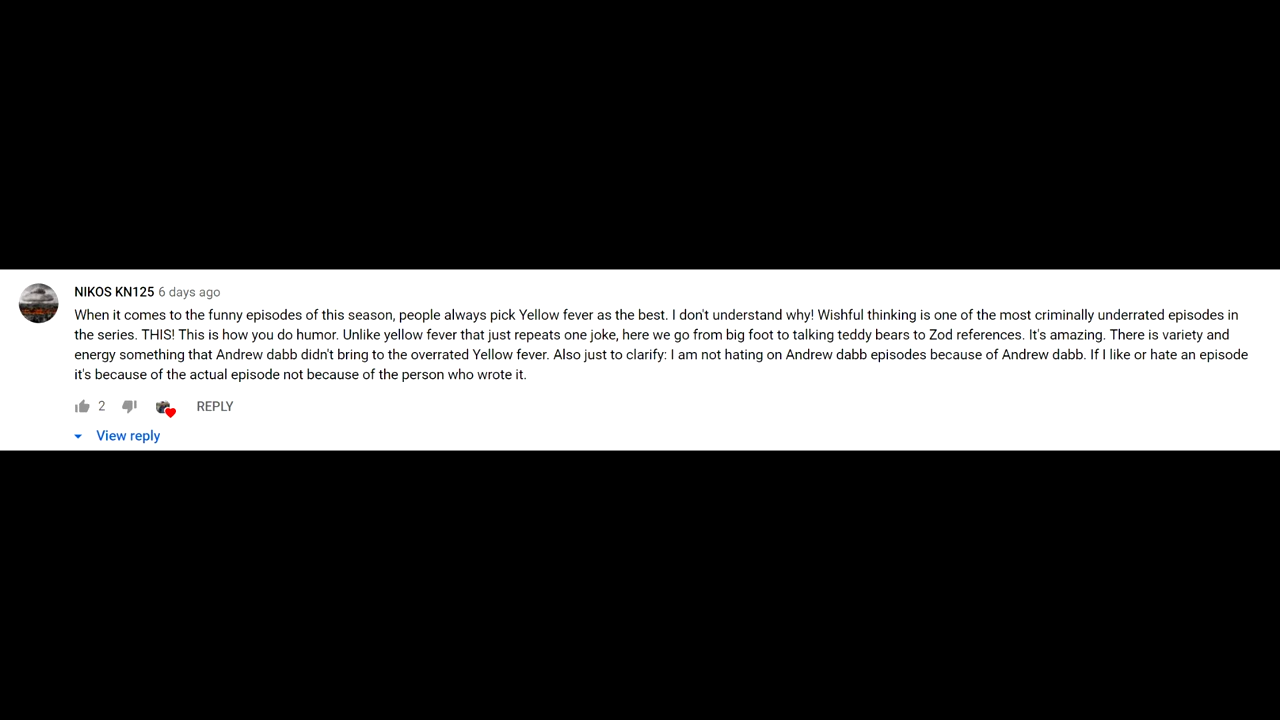 NIKOS KN125 6 days ago
When it comes to the funny episodes of this season, people always pick Yellow fever as the best. I don't understand why! Wishful thinking is one of the most criminally underrated episodes in
the series. THIS! This is how you do humor. Unlike yellow fever that just repeats one joke, here we go from big foot to talking teddy bears to Zod references. It's amazing. There is variety and
energy something that Andrew dabb didn't bring to the overrated Yellow fever. Also just to clarify: I am not hating on Andrew dabb episodes because of Andrew dabb. If I like or hate an episode
it's because of the actual episode not because of the person who wrote it.
2 REPLY
View reply